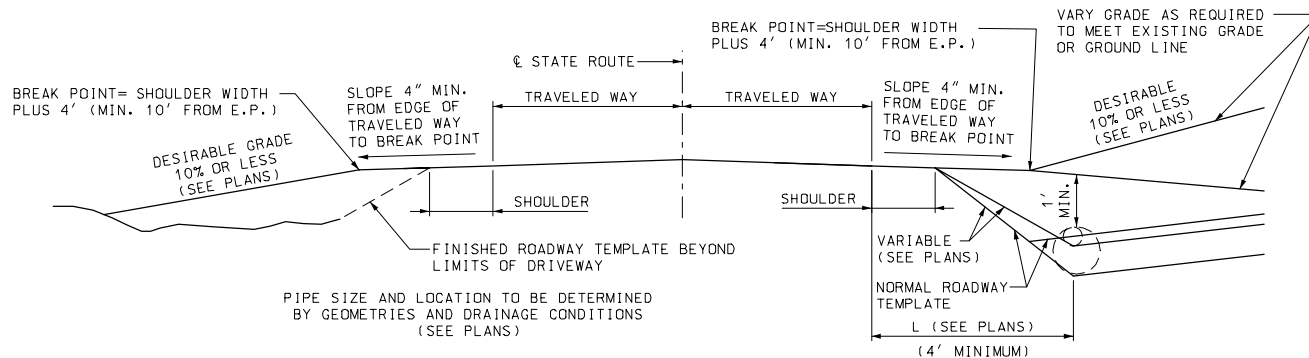 BREAK POINT= SHOULDER WIDTH
PLUS 4' (MIN. 10' FROM E.P.)
DESIRABLE GRADE
10% OR LESS
(SEE PLANS)
SLOPE 4" MIN.
FROM EDGE OF
TRAVELED WAY
TO BREAK POINT
℄ STATE ROUTE
TRAVELED WAY
TRAVELED WAY
BREAK POINT=SHOULDER WIDTH
PLUS 4' (MIN. 10' FROM E.P.)
SLOPE 4" MIN.
FROM EDGE OF
TRAVELED WAY
TO BREAK POINT
VARY GRADE AS REQUIRED
TO MEET EXISTING GRADE
OR GROUND LINE
DESIRABLE
10% OR LESS
(SEE PLANS)
SHOULDER
SHOULDER
1'
MIN.
FINISHED ROADWAY TEMPLATE BEYOND
LIMITS OF DRIVEWAY
VARIABLE
(SEE PLANS)
NORMAL ROADWAY
TEMPLATE
PIPE SIZE AND LOCATION TO BE DETERMINED
BY GEOMETRIES AND DRAINAGE CONDITIONS
(SEE PLANS)
L (SEE PLANS)
(4' MINIMUM)